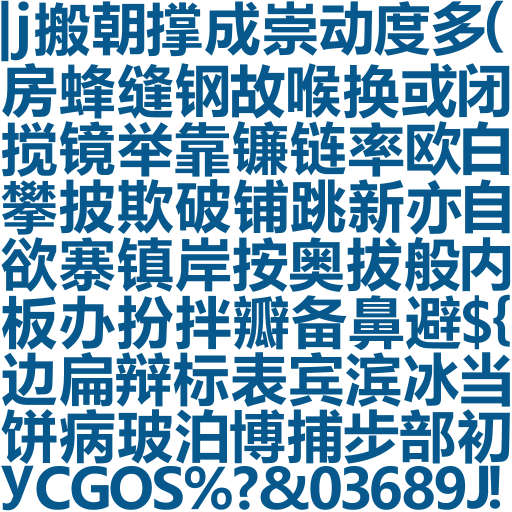 |j搬朝撑成崇动度多(
房蜂缝钢故喉换或闭
搅镜举靠镰链率欧白
攀披欺破铺跳新亦自
欲寨镇岸按奥拔般内
板办扮拌瓣备鼻避${
边扁辩标表宾滨冰当
饼病玻泊博捕步部初
УCGOS%?&03689J!